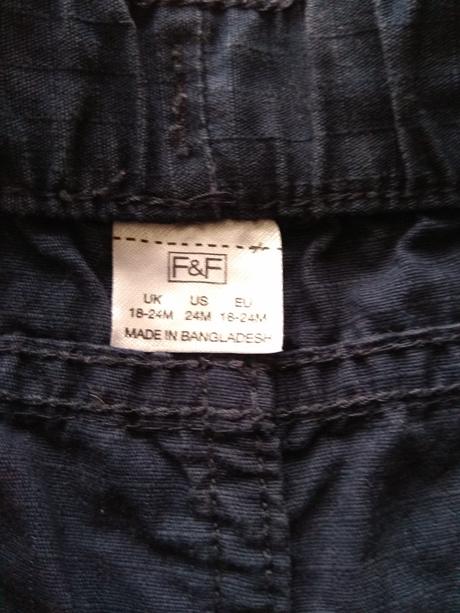 F&F
UK US EU
18-24M 24M 18-24M
MADE IN BANGLADESH